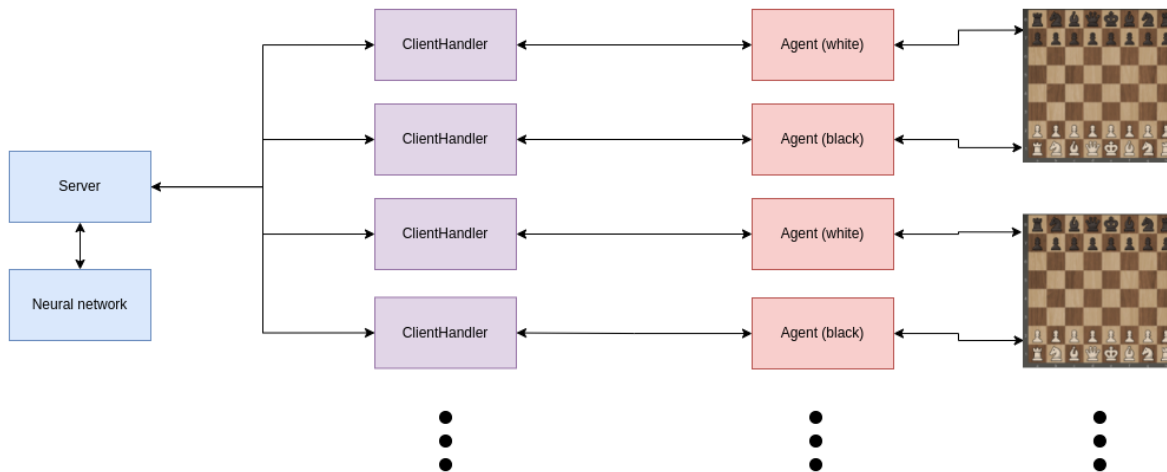 ClientHandler
Agent (white)
ClientHandler
Agent (black)
Server
ClientHandler
Agent (white)
Neural network
ClientHandler
Agent (black)